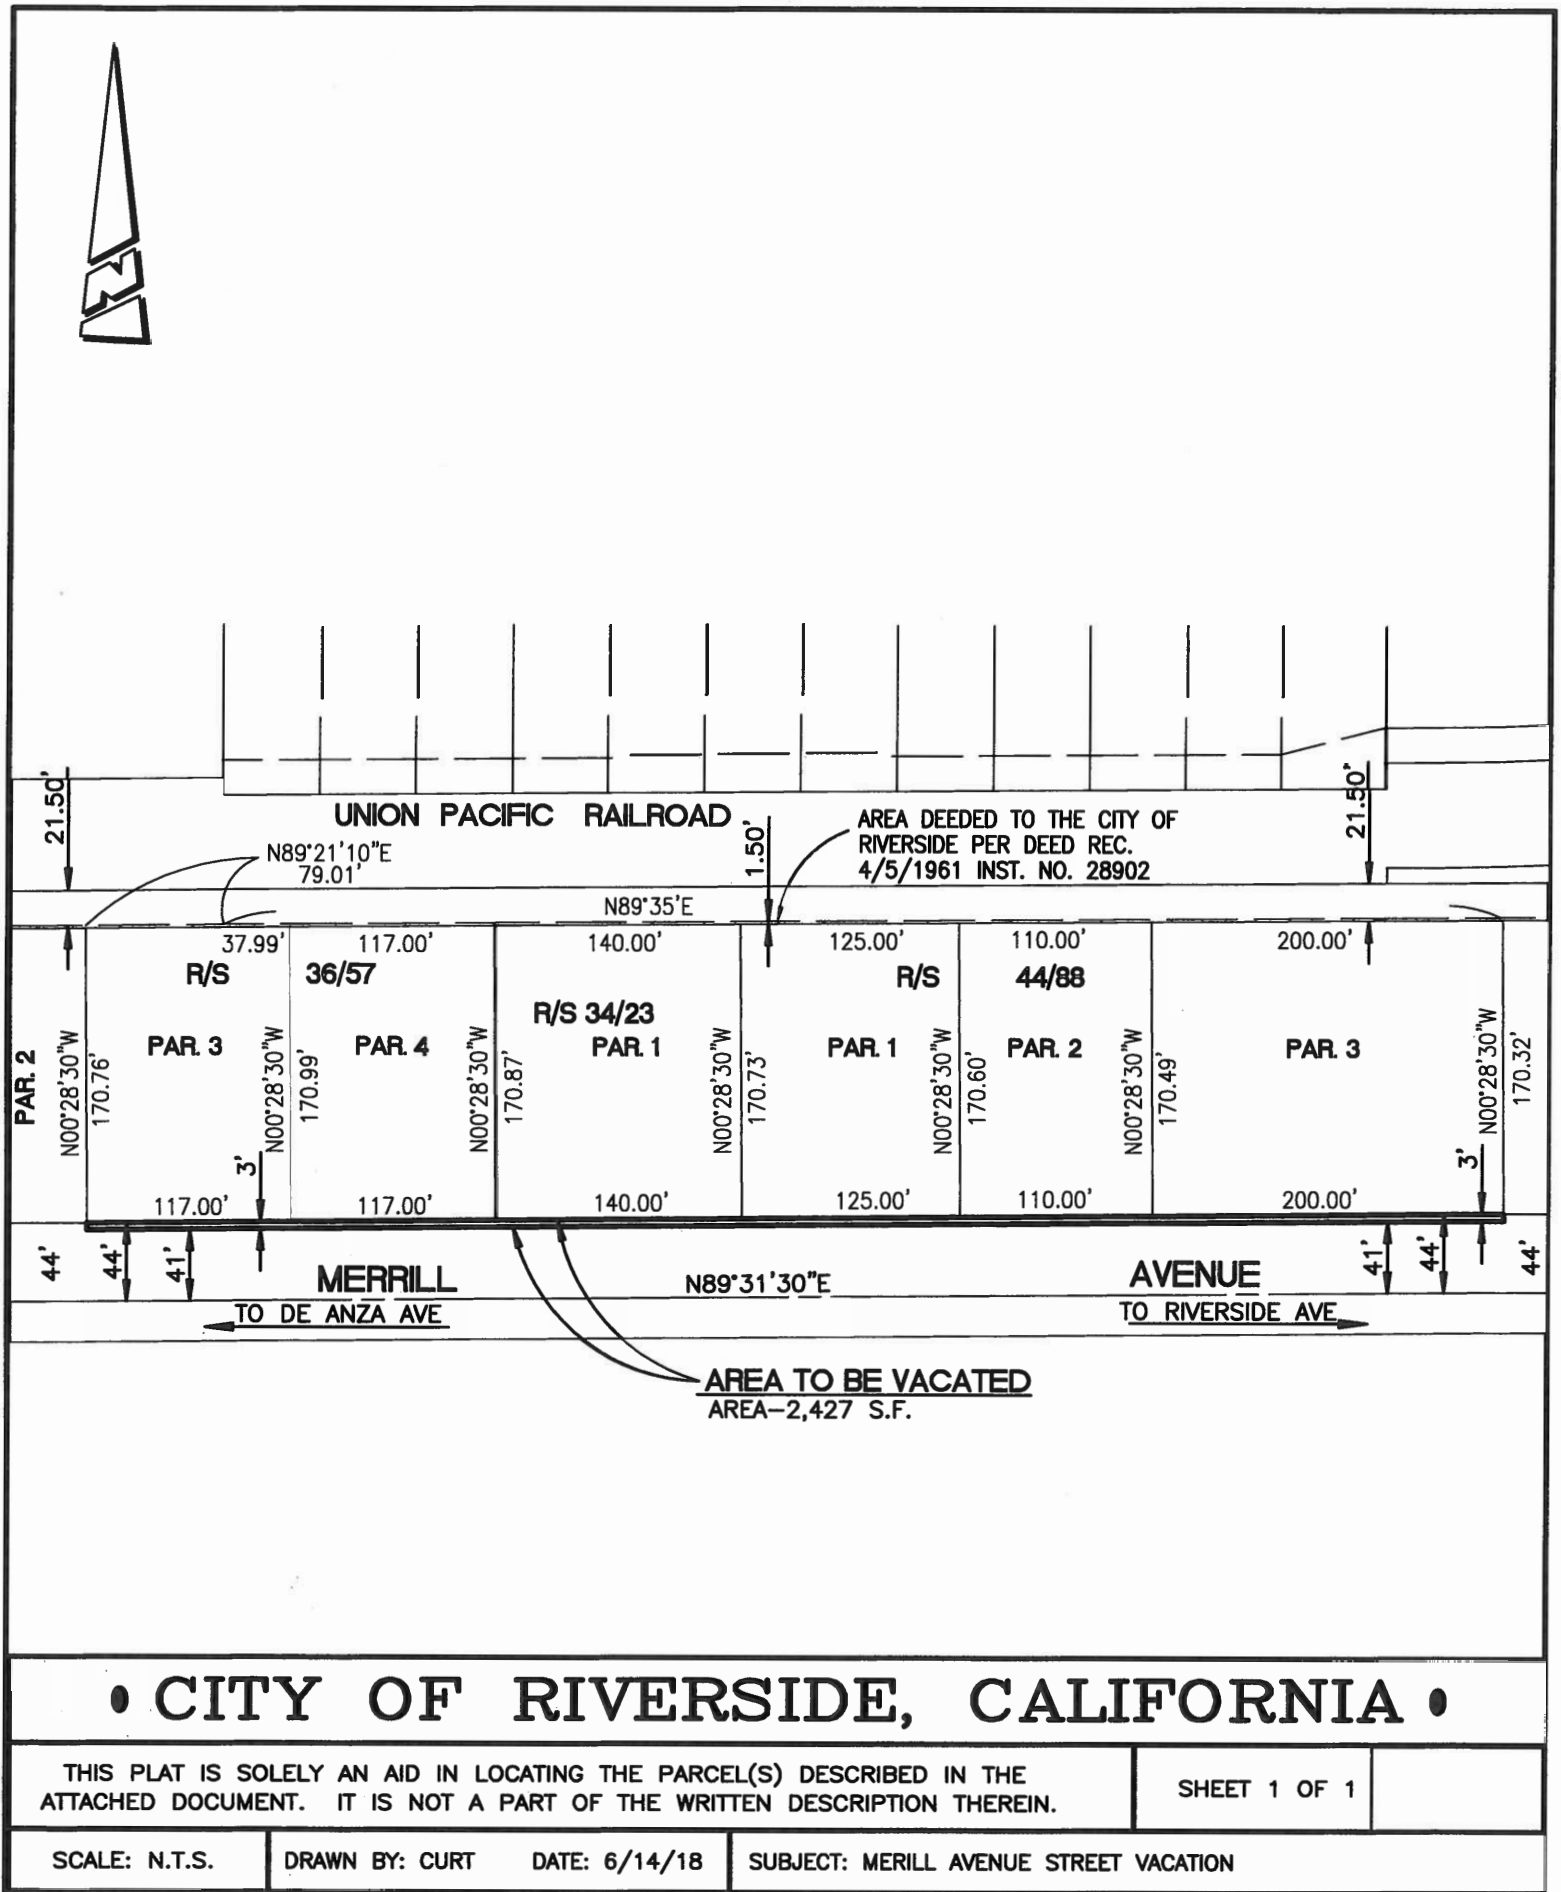 N
UNION PACIFIC RAILROAD
21.50'
21.50'
1.50'
AREA DEEDED TO THE CITY OF
RIVERSIDE PER DEED REC.
4/5/1961 INST. NO. 28902
N89°21'10"E
79.01'
N89°35'E
37.99'
117.00'
140.00'
125.00'
110.00'
200.00'
R/S 36/57
R/S 34/23
R/S 44/88
PAR. 2
PAR. 3
PAR. 4
PAR. 1
PAR. 1
PAR. 2
PAR. 3
N00°28'30"W
170.76'
N00°28'30"W
170.99'
N00°28'30"W
170.87'
N00°28'30"W
170.73'
N00°28'30"W
170.60'
N00°28'30"W
170.49'
N00°28'30"W
170.32'
3'
3'
117.00'
117.00'
140.00'
125.00'
110.00'
200.00'
44'
44'
41'
MERRILL
N89°31'30"E
AVENUE
41'
44'
44'
TO DE ANZA AVE
TO RIVERSIDE AVE
AREA TO BE VACATED
AREA-2,427 S.F.
• CITY OF RIVERSIDE, CALIFORNIA •
THIS PLAT IS SOLELY AN AID IN LOCATING THE PARCEL(S) DESCRIBED IN THE
ATTACHED DOCUMENT. IT IS NOT A PART OF THE WRITTEN DESCRIPTION THEREIN.
SHEET 1 OF 1
SCALE: N.T.S.
DRAWN BY: CURT DATE: 6/14/18
SUBJECT: MERILL AVENUE STREET VACATION